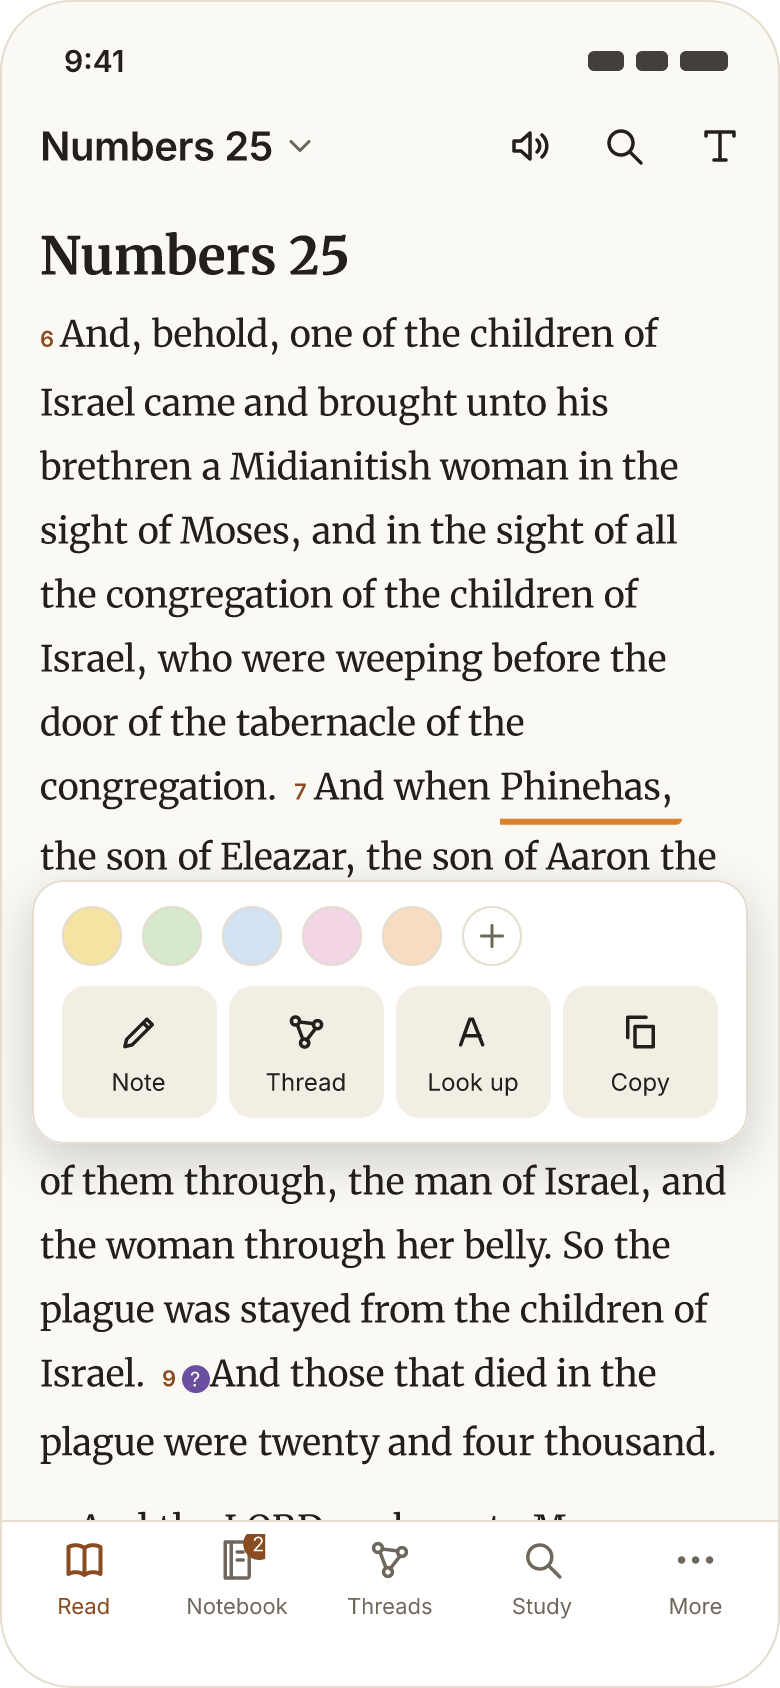 9:41
Numbers 25
Numbers 25
6 And, behold, one of the children of
Israel came and brought unto his
brethren a Midianitish woman in the
sight of Moses, and in the sight of all
the congregation of the children of
Israel, who were weeping before the
door of the tabernacle of the
congregation. 7 And when Phinehas,
the son of Eleazar, the son of Aaron the
Note
Thread
Look up
Copy
of them through, the man of Israel, and
the woman through her belly. So the
plague was stayed from the children of
Israel. 9 ? And those that died in the
plague were twenty and four thousand.
And the LORD
2
Read
Notebook
Threads
Study
More